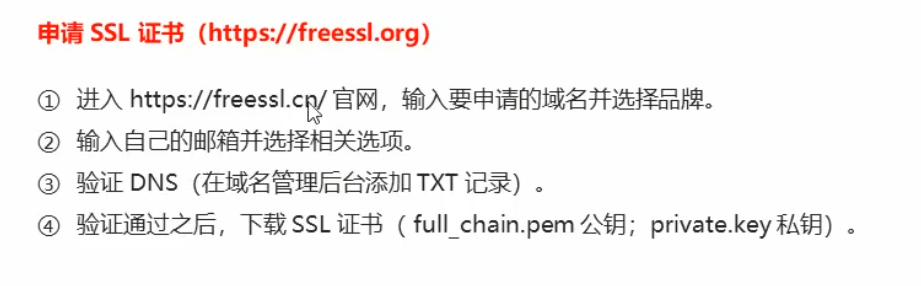 申请 SSL 证书（https://freessl.org）
① 进入 https://freessl.cn/ 官网，输入要申请的域名并选择品牌。
② 输入自己的邮箱并选择相关选项。
③ 验证 DNS（在域名管理后台添加 TXT 记录）。
④ 验证通过之后，下载 SSL 证书（ full_chain.pem 公钥；private.key 私钥）。